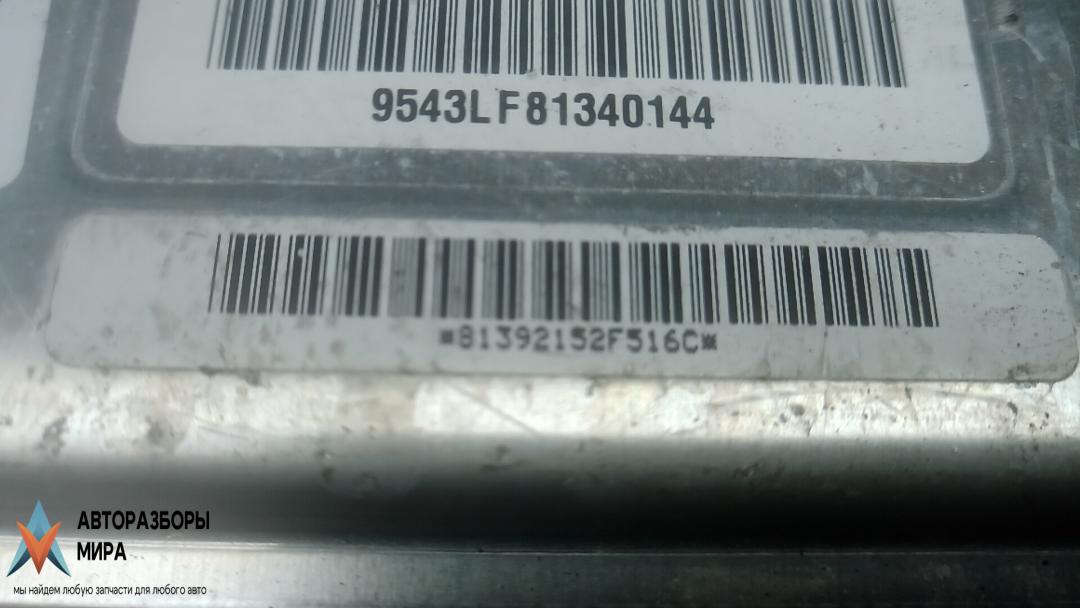 9543LF81340144
*81392152F516C*
АВТОРАЗБОРЫ
МИРА
мы найдем любую запчасти для любого авто